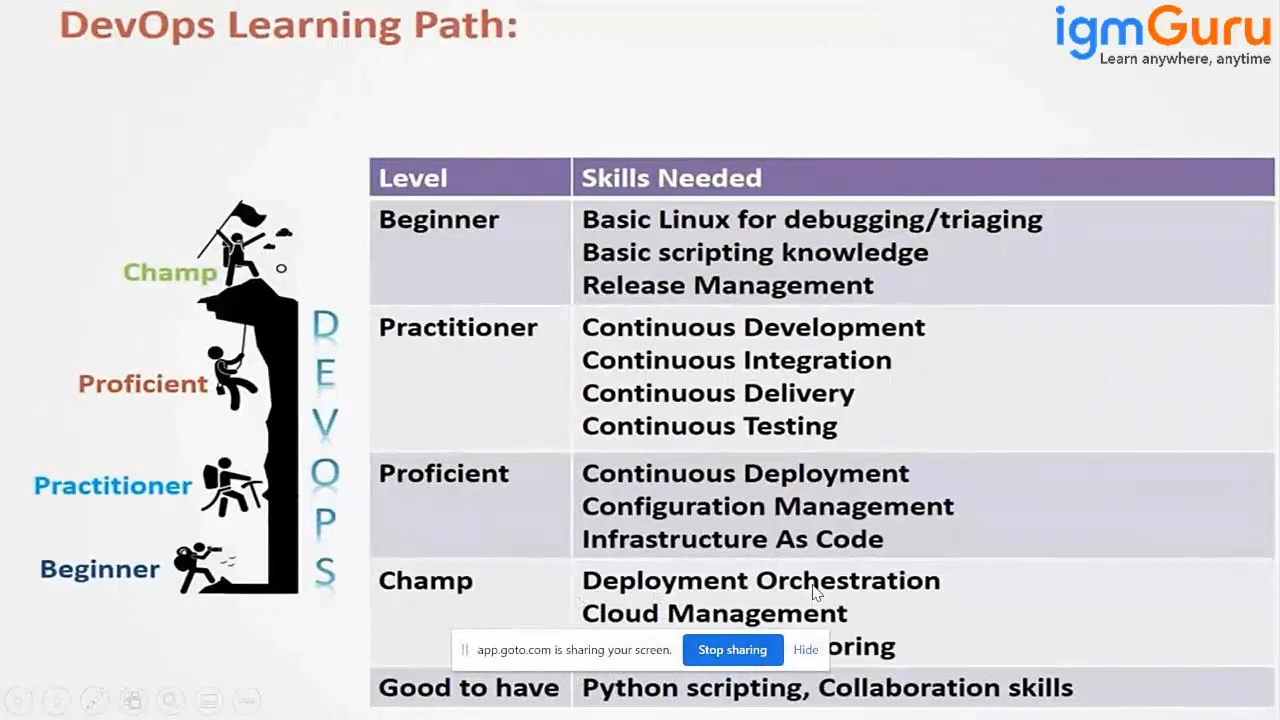 DevOps Learning Path:
igmGuru
Learn anywhere, anytime
Level Skills Needed
Beginner Basic Linux for debugging/triaging
Basic scripting knowledge
Release Management
Practitioner Continuous Development
Continuous Integration
Continuous Delivery
Continuous Testing
Proficient Continuous Deployment
Configuration Management
Infrastructure As Code
Champ Deployment Orchestration
Cloud Management
Good to have Python scripting, Collaboration skills
Champ
Proficient
Practitioner
Beginner
DEVOPS
app.goto.com is sharing your screen. Stop sharing Hide